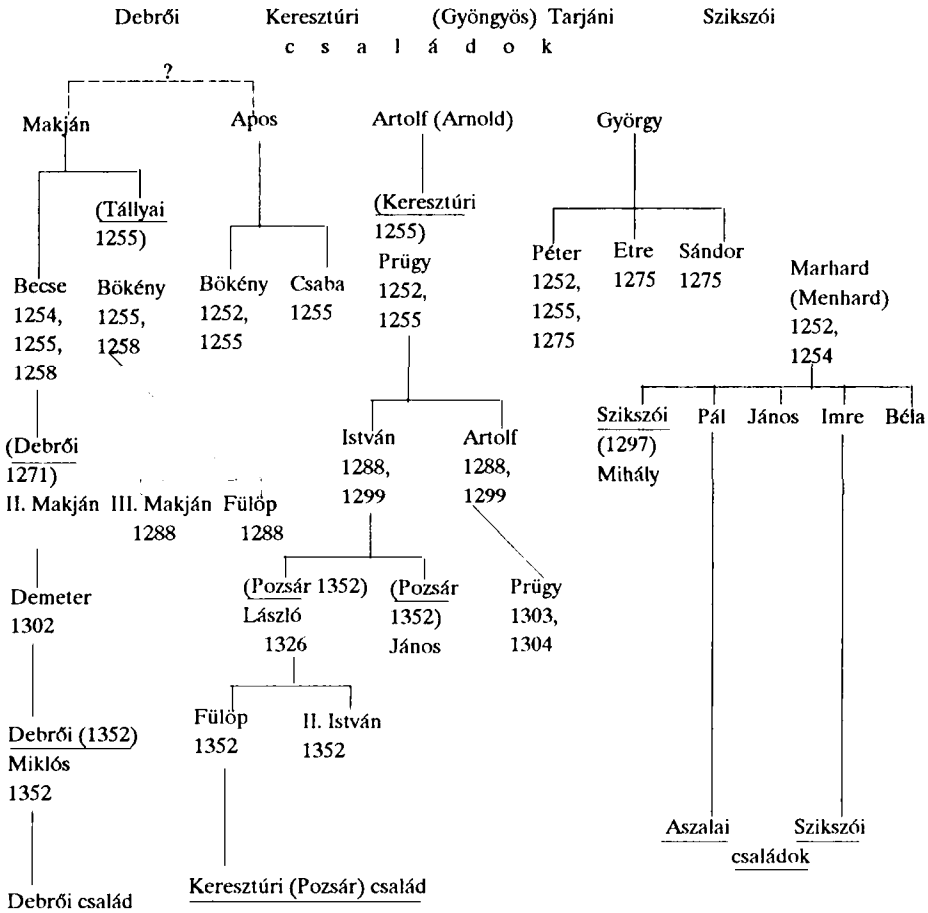 Debrői Keresztúri (Gyöngyös) Tarjáni Szikszói
c s a l á d o k
?
Makján Apos Artolf (Arnold) György
(Tállyai
1255)
Becse
1254,
1255,
1258
Bökény
1255,
1258
Bökény
1252,
1255
Csaba
1255
(Keresztúri
1255)
Prügy
1252,
1255
Péter
1252,
1255,
1275
Etre
1275
Sándor
1275
Marhard
(Menhard)
1252,
1254
(Debrői
1271)
II. Makján III. Makján Fülöp
1288 1288
István
1288,
1299
Artolf
1288,
1299
Szikszói
(1297)
Mihály
Pál János Imre Béla
Demeter
1302
(Pozsár 1352)
László
1326
(Pozsár
1352)
János
Prügy
1303,
1304
Debrői (1352)
Miklós
1352
Fülöp
1352
II. István
1352
Aszalai Szikszói
családok
Debrői család
Keresztúri (Pozsár) család